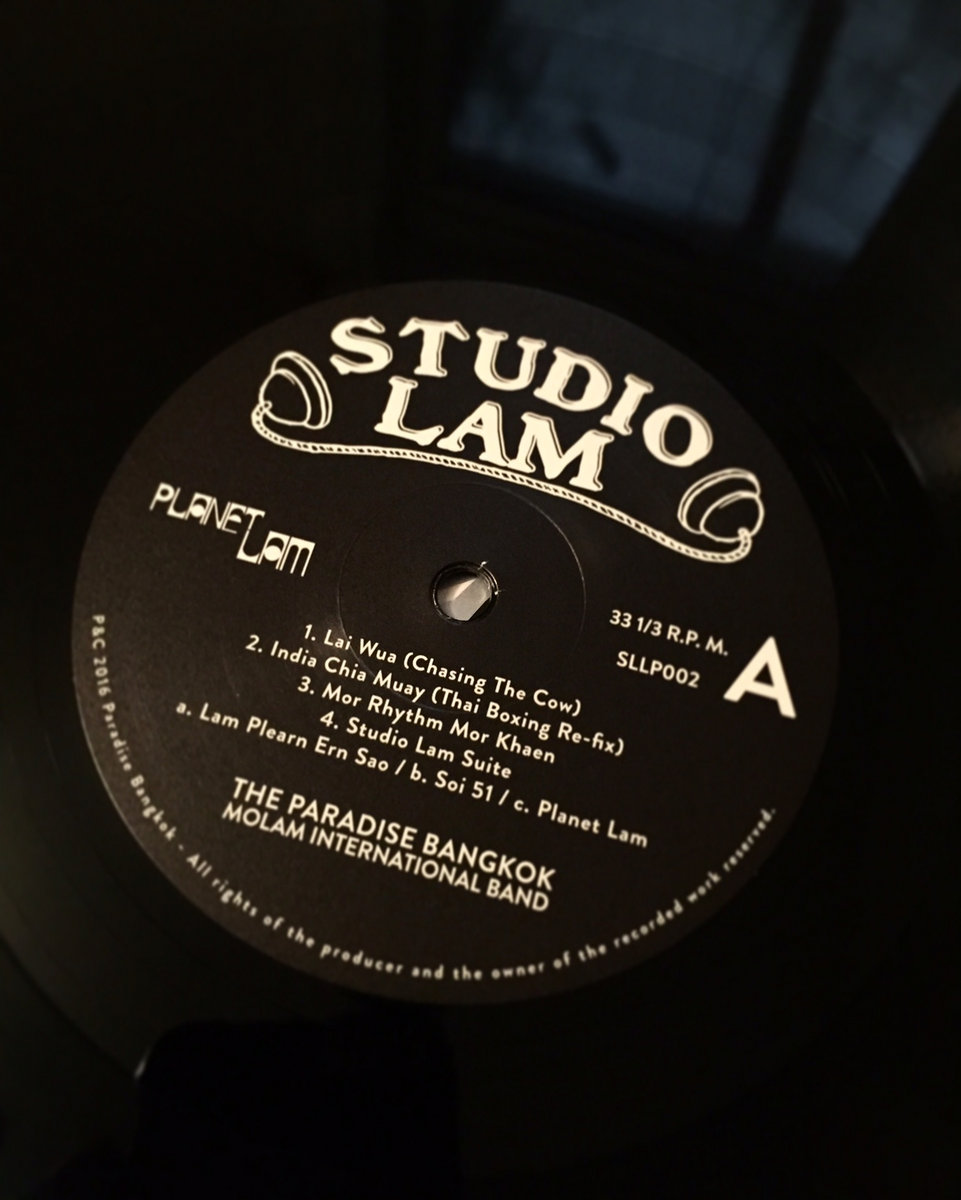 STUDIO
LAM
PLANET
LAM
33 1/3 R.P. M.
SLLP002
A
1. Lai Wua (Chasing The Cow)
2. India Chia Muay (Thai Boxing Re-fix)
3. Mor Rhythm Mor Khaen
4. Studio Lam Suite
a. Lam Plearn Ern Sao / b. Soi 51 / c. Planet Lam
THE PARADISE BANGKOK
MOLAM INTERNATIONAL BAND
P&C 2016 Paradise Bangkok - All rights of the producer and the owner of the recorded work reserved.